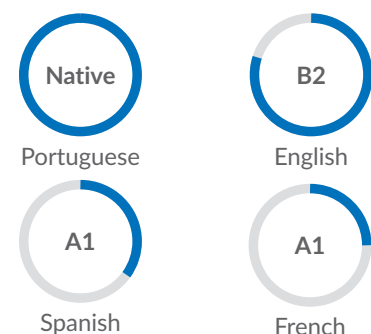 Native
Portuguese
B2
English
A1
Spanish
A1
French